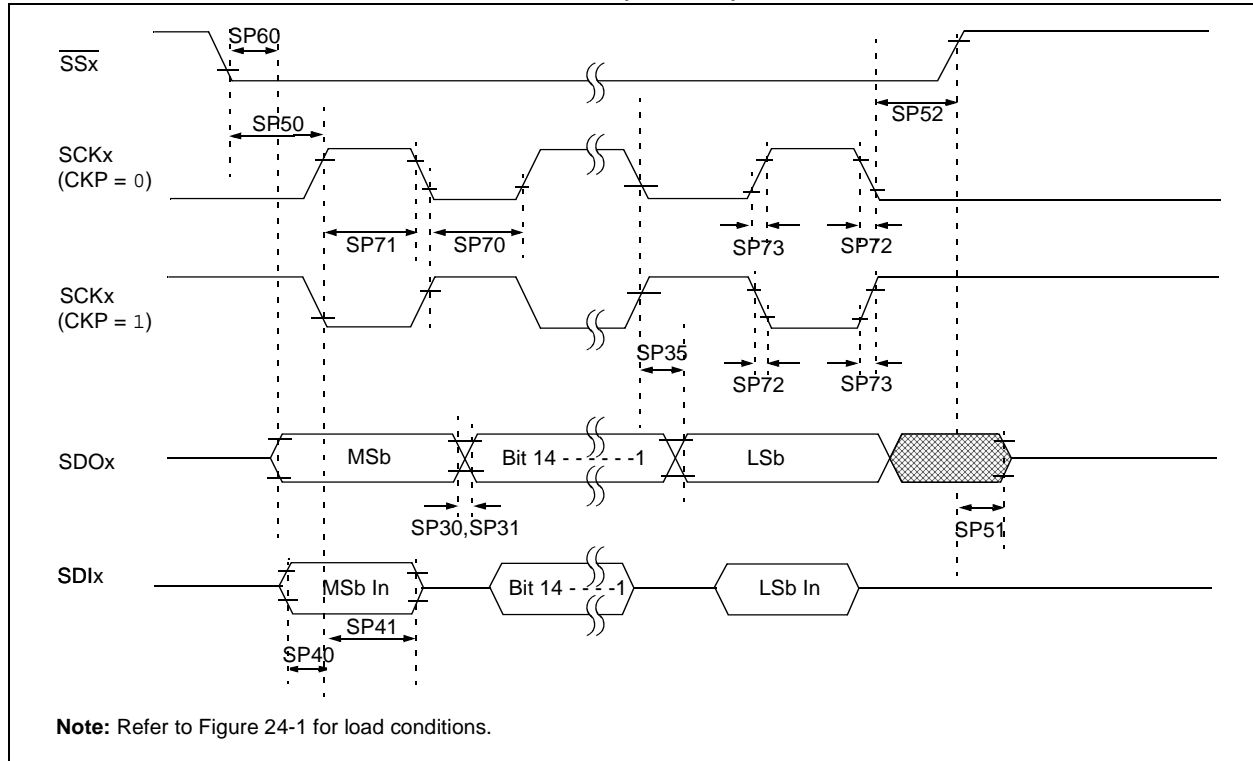 SP60
SSx
SP50
SP52
SCKx
(CKP = 0)
SP71
SP70
SP73
SP72
SCKx
(CKP = 1)
SP35
SP72
SP73
SDOx
MSb
Bit 14 - - - - - -1
LSb
SP30,SP31
SP51
SDIx
MSb In
Bit 14 - - - -1
LSb In
SP41
SP40
Note: Refer to Figure 24-1 for load conditions.